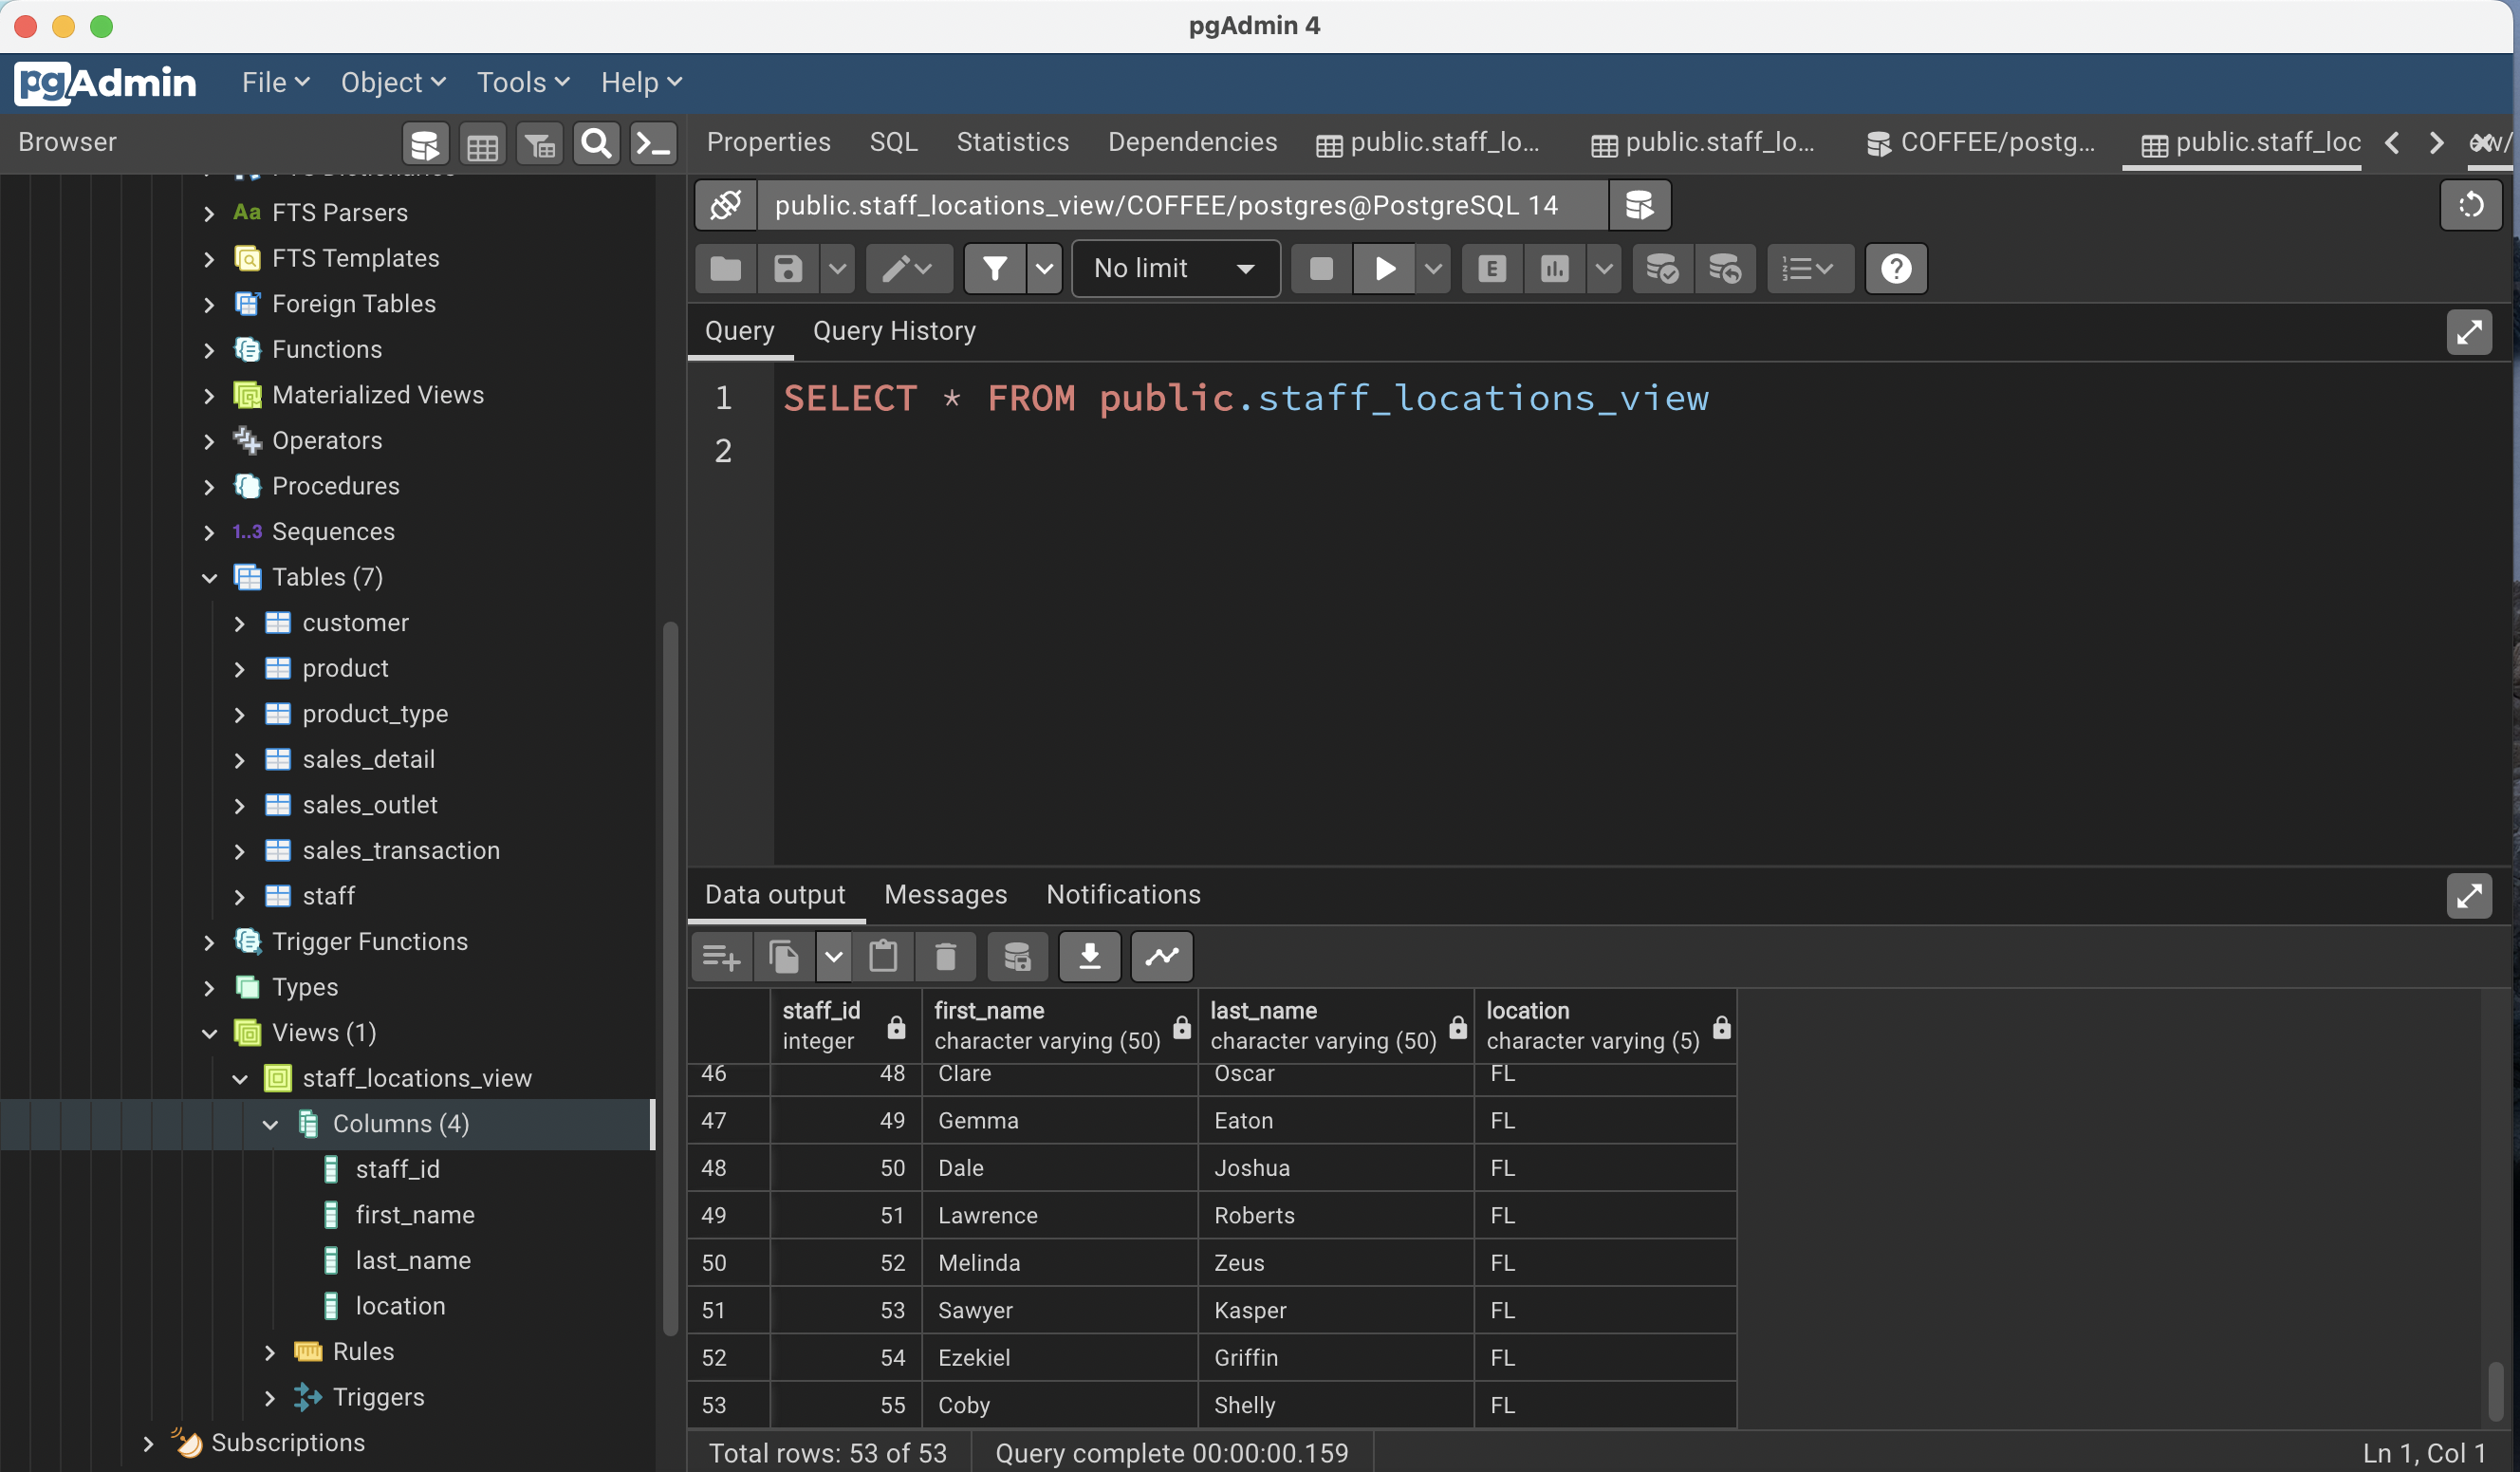 pgAdmin 4
pgAdmin File Object Tools Help
Browser
FTS Dictionaries
Aa FTS Parsers
FTS Templates
Foreign Tables
Functions
Materialized Views
Operators
Procedures
1..3 Sequences
Tables (7)
customer
product
product_type
sales_detail
sales_outlet
sales_transaction
staff
Trigger Functions
Types
Views (1)
staff_locations_view
Columns (4)
staff_id
first_name
last_name
location
Rules
Triggers
Subscriptions
Properties SQL Statistics Dependencies public.staff_lo... public.staff_lo... COFFEE/postg... public.staff_loc
public.staff_locations_view/COFFEE/postgres@PostgreSQL 14
No limit E
Query Query History
1 SELECT * FROM public.staff_locations_view
2
Data output Messages Notifications
staff_id first_name last_name location
integer character varying (50) character varying (50) character varying (5)
46 48 Clare Oscar FL
47 49 Gemma Eaton FL
48 50 Dale Joshua FL
49 51 Lawrence Roberts FL
50 52 Melinda Zeus FL
51 53 Sawyer Kasper FL
52 54 Ezekiel Griffin FL
53 55 Coby Shelly FL
Total rows: 53 of 53 Query complete 00:00:00.159 Ln 1, Col 1